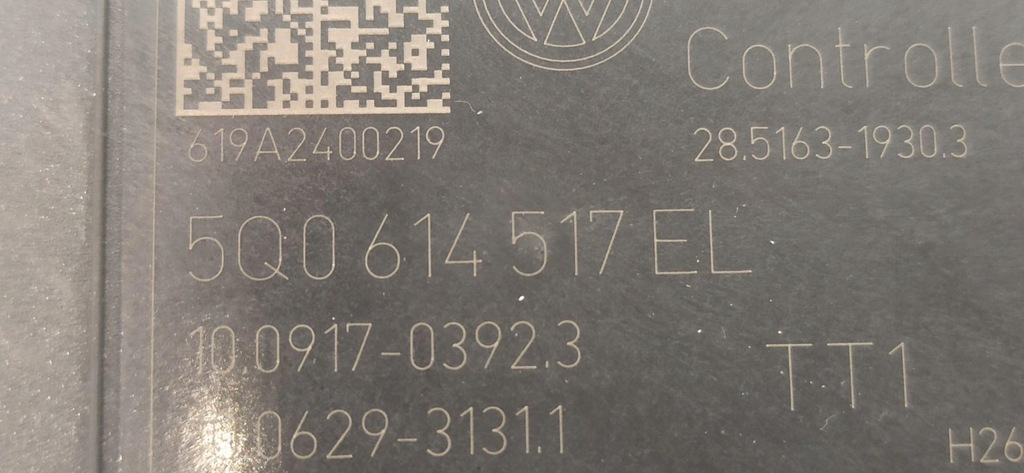 Controlle
619A2400219
28.5163-1930.3
5Q0 614 517 EL
10.0917-0392.3
TT1
0629-3131.1
H26